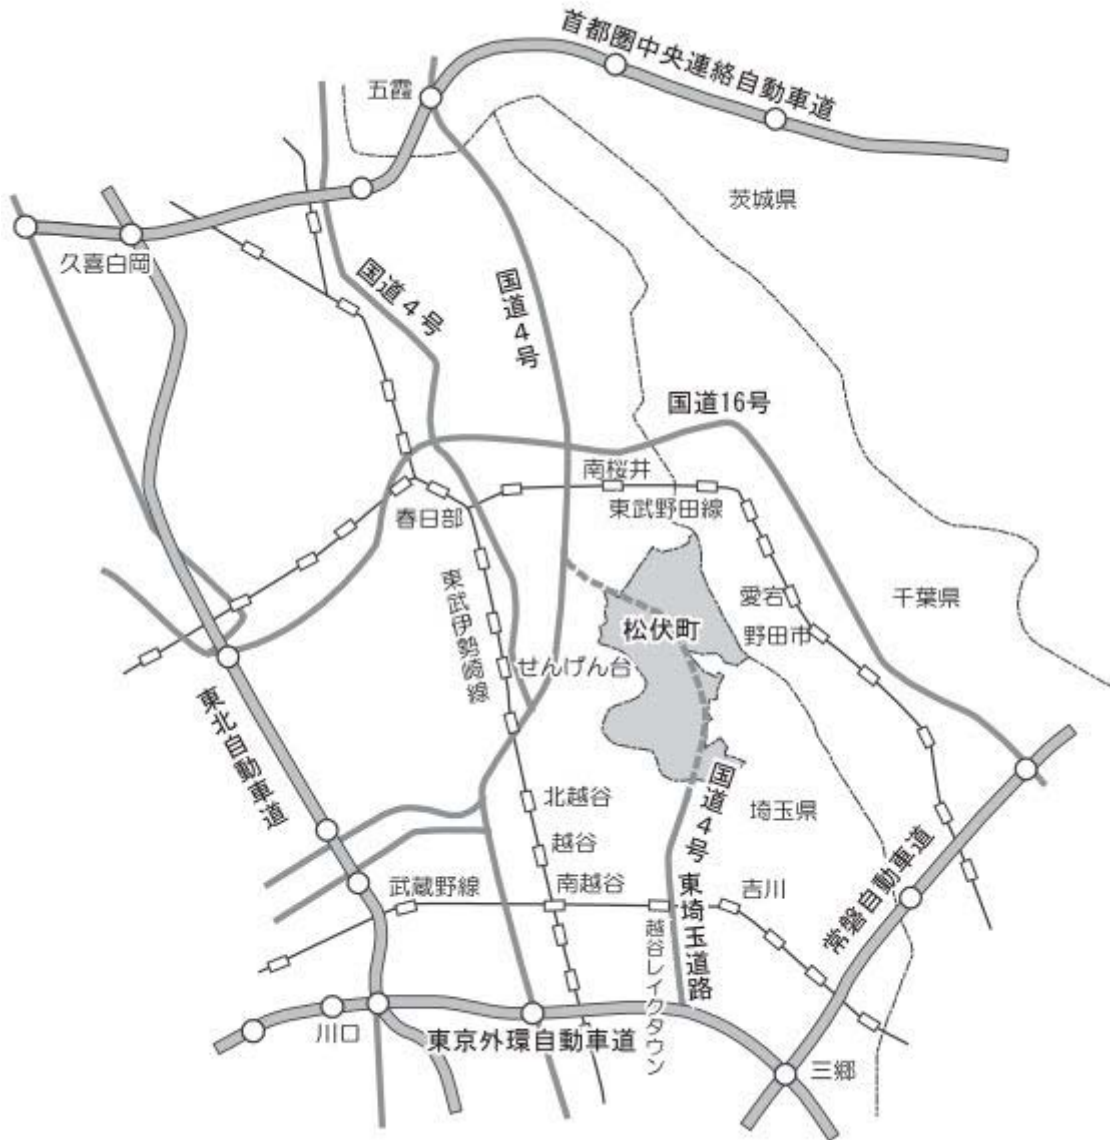 首都圏中央連絡自動車道
五霞
茨城県
久喜白岡
国道4号
国道4号
国道16号
南桜井
東武野田線
春日部
東武伊勢崎線
愛宕
野田市
千葉県
松伏町
せんげん台
東北自動車道
国道4号東埼玉道路
北越谷
埼玉県
越谷
常磐自動車道
武蔵野線
南越谷
吉川
越谷レイクタウン
川口
東京外環自動車道
三郷